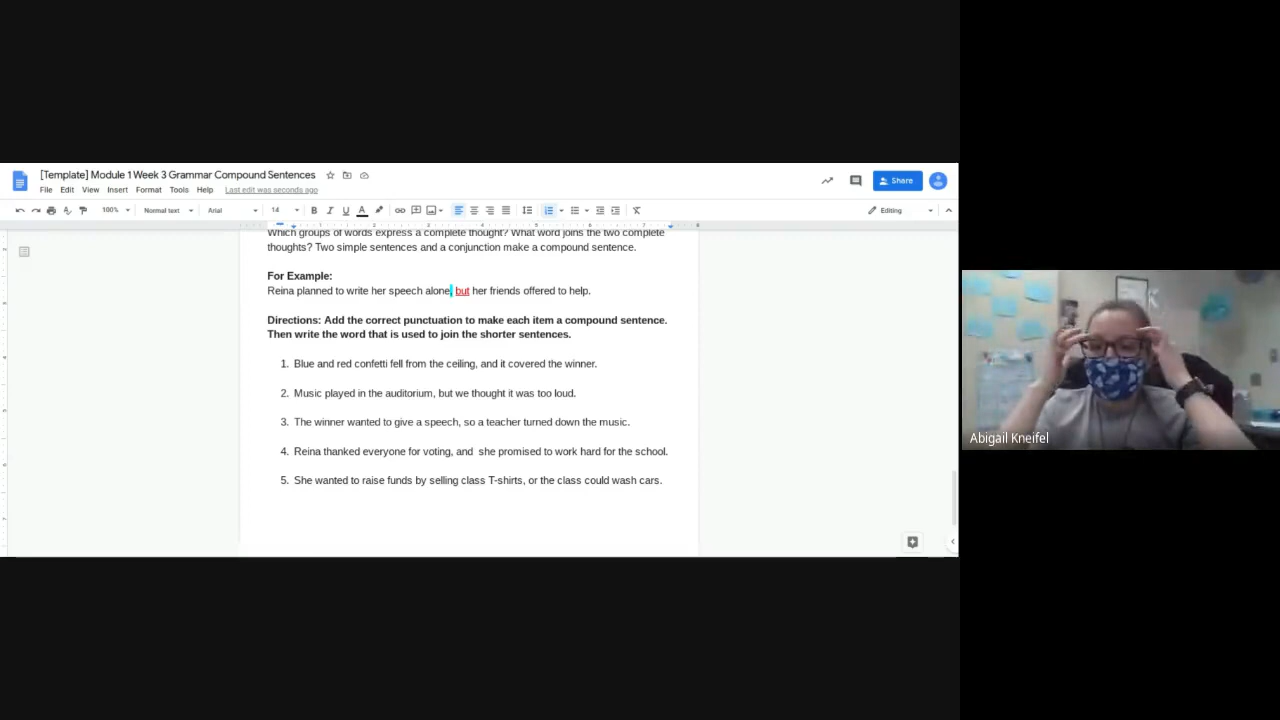 [Template] Module 1 Week 3 Grammar Compound Sentences
File Edit View Insert Format Tools Help Last edit was seconds ago
Share
100% Normal text Arial 14 B I U A Editing
Which groups of words express a complete thought? What word joins the two complete
thoughts? Two simple sentences and a conjunction make a compound sentence.
For Example:
Reina planned to write her speech alone, but her friends offered to help.
Directions: Add the correct punctuation to make each item a compound sentence.
Then write the word that is used to join the shorter sentences.
1. Blue and red confetti fell from the ceiling, and it covered the winner.
2. Music played in the auditorium, but we thought it was too loud.
3. The winner wanted to give a speech, so a teacher turned down the music.
4. Reina thanked everyone for voting, and she promised to work hard for the school.
5. She wanted to raise funds by selling class T-shirts, or the class could wash cars.
Abigail Kneifel